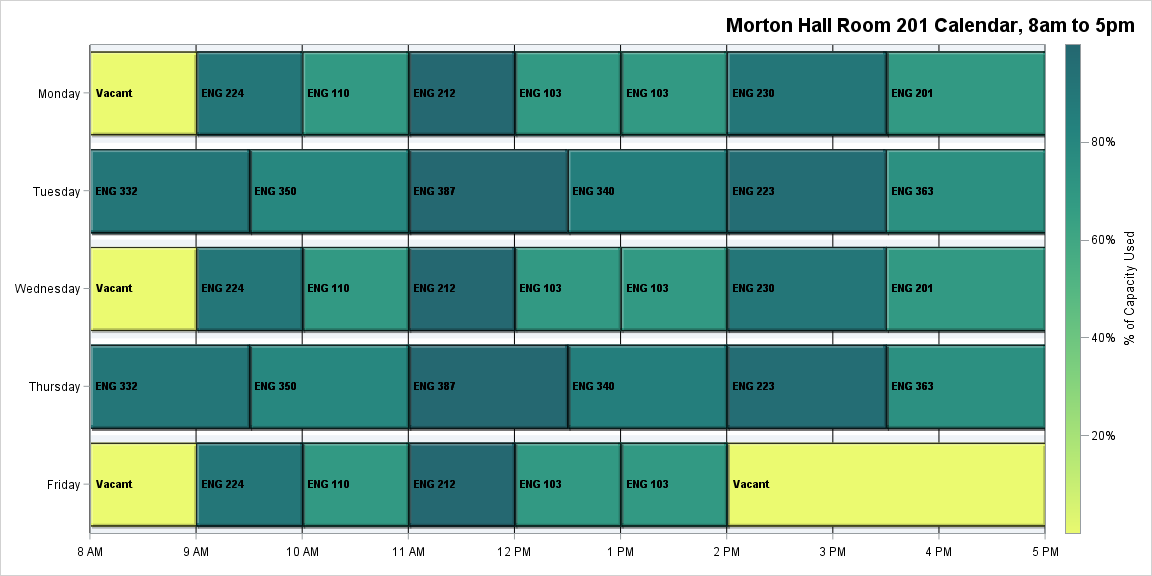 Morton Hall Room 201 Calendar, 8am to 5pm
Monday Vacant ENG 224 ENG 110 ENG 212 ENG 103 ENG 103 ENG 230 ENG 201
80%
Tuesday ENG 332 ENG 350 ENG 387 ENG 340 ENG 223 ENG 363
60%
% of Capacity Used
Wednesday Vacant ENG 224 ENG 110 ENG 212 ENG 103 ENG 103 ENG 230 ENG 201
40%
Thursday ENG 332 ENG 350 ENG 387 ENG 340 ENG 223 ENG 363
20%
Friday Vacant ENG 224 ENG 110 ENG 212 ENG 103 ENG 103 Vacant
8 AM 9 AM 10 AM 11 AM 12 PM 1 PM 2 PM 3 PM 4 PM 5 PM